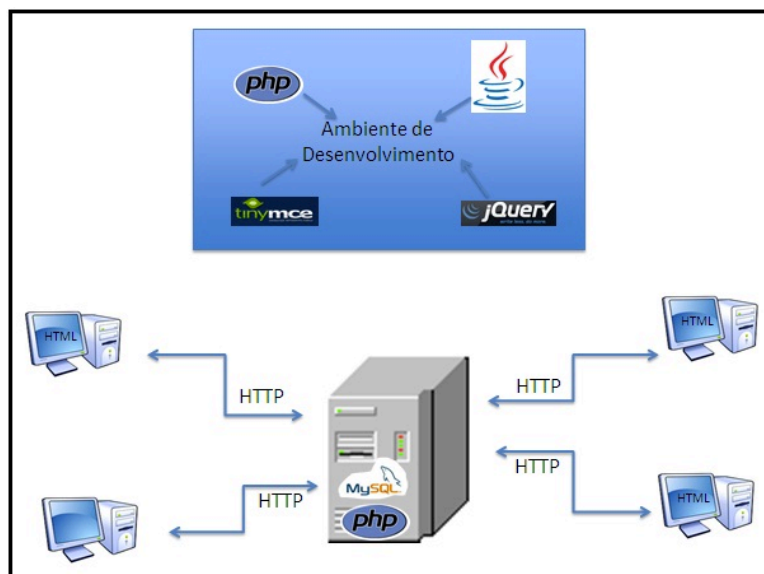 php
Ambiente de
Desenvolvimento
tinymce
jQuery
HTML
HTML
HTTP
HTTP
HTTP
HTTP
MySQL
php
HTML